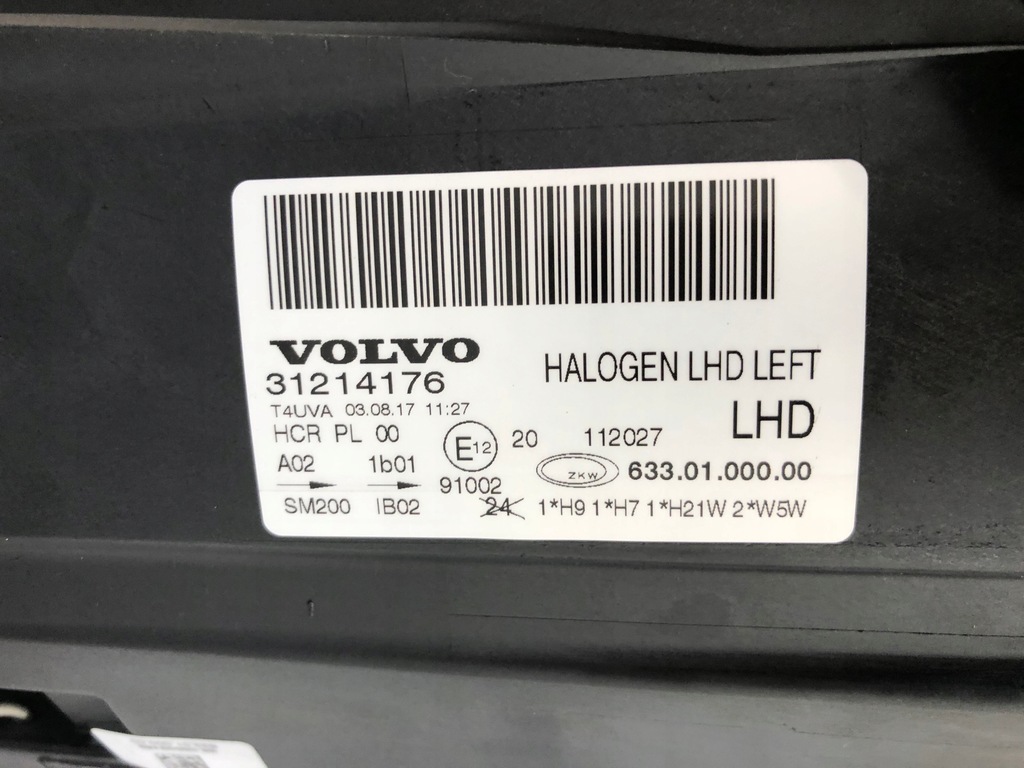 VOLVO
31214176
HALOGEN LHD LEFT
T4UVA 03.08.17 11:27
LHD
HCR PL 00
E12 20 112027
A02 1b01
ZKW 633.01.000.00
91002
SM200 IB02
24 1*H9 1*H7 1*H21W 2*W5W